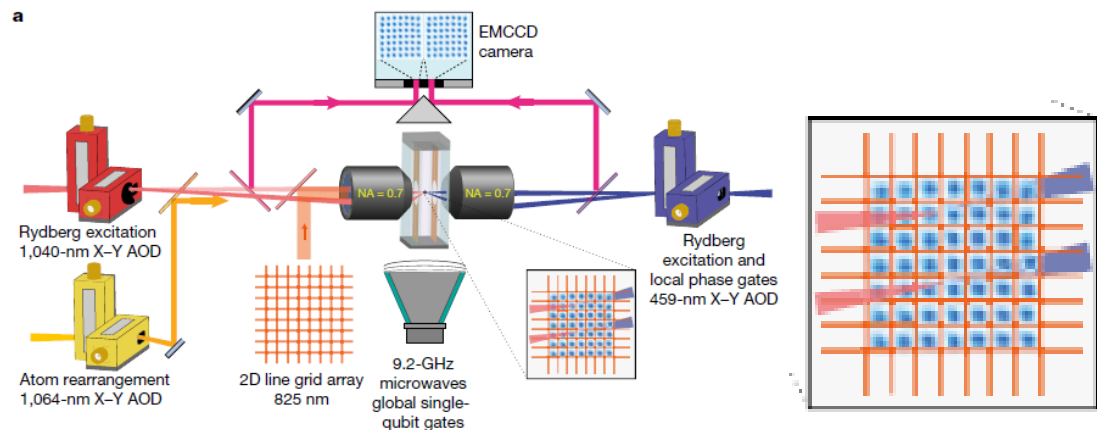 a
EMCCD
camera
NA = 0.7
NA = 0.7
Rydberg excitation
1,040-nm X–Y AOD
Rydberg
excitation and
local phase gates
459-nm X–Y AOD
Atom rearrangement
1,064-nm X–Y AOD
2D line grid array
825 nm
9.2-GHz
microwaves
global single-
qubit gates